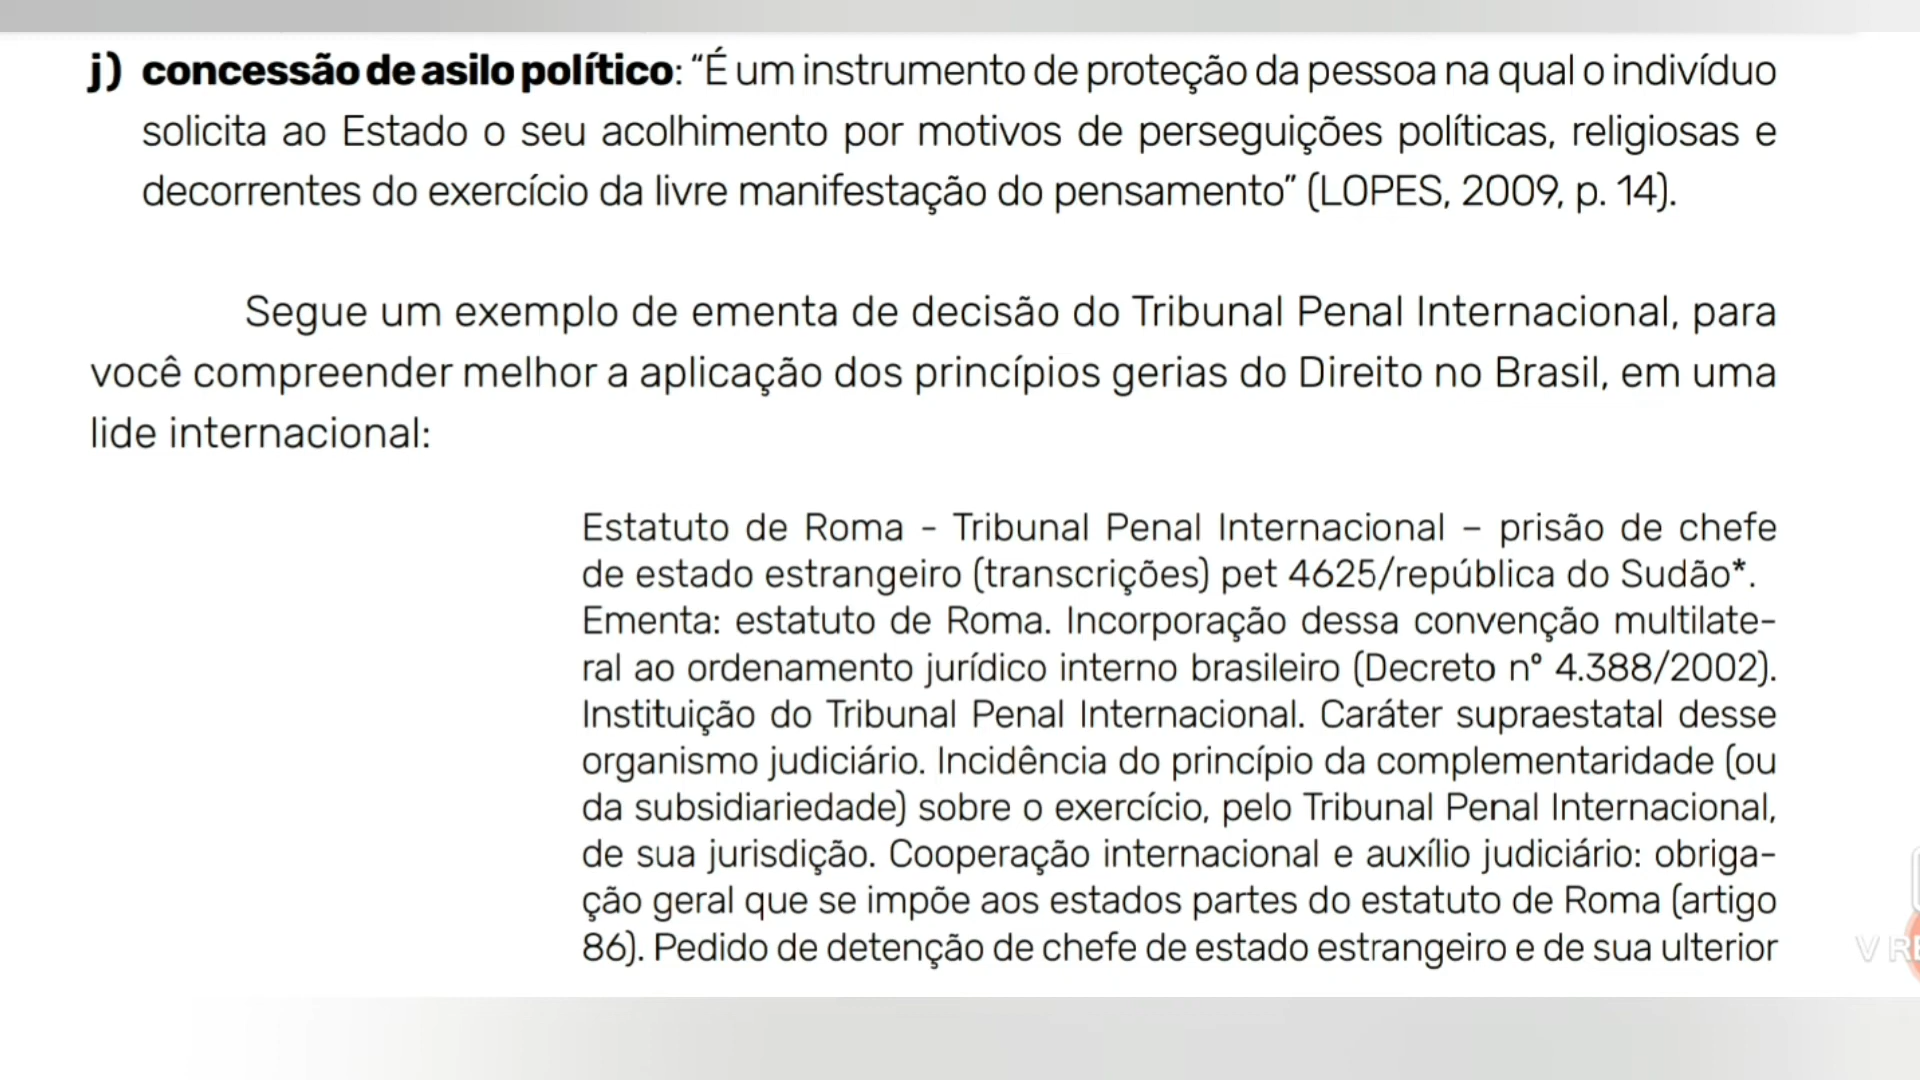 j) concessão de asilo político: “É um instrumento de proteção da pessoa na qual o indivíduo
solicita ao Estado o seu acolhimento por motivos de perseguições políticas, religiosas e
decorrentes do exercício da livre manifestação do pensamento” (LOPES, 2009, p. 14).
Segue um exemplo de ementa de decisão do Tribunal Penal Internacional, para
você compreender melhor a aplicação dos princípios gerias do Direito no Brasil, em uma
lide internacional:
Estatuto de Roma - Tribunal Penal Internacional – prisão de chefe
de estado estrangeiro (transcrições) pet 4625/república do Sudão*.
Ementa: estatuto de Roma. Incorporação dessa convenção multilate-
ral ao ordenamento jurídico interno brasileiro (Decreto nº 4.388/2002).
Instituição do Tribunal Penal Internacional. Caráter supraestatal desse
organismo judiciário. Incidência do princípio da complementaridade (ou
da subsidiariedade) sobre o exercício, pelo Tribunal Penal Internacional,
de sua jurisdição. Cooperação internacional e auxílio judiciário: obriga-
ção geral que se impõe aos estados partes do estatuto de Roma (artigo
86). Pedido de detenção de chefe de estado estrangeiro e de sua ulterior